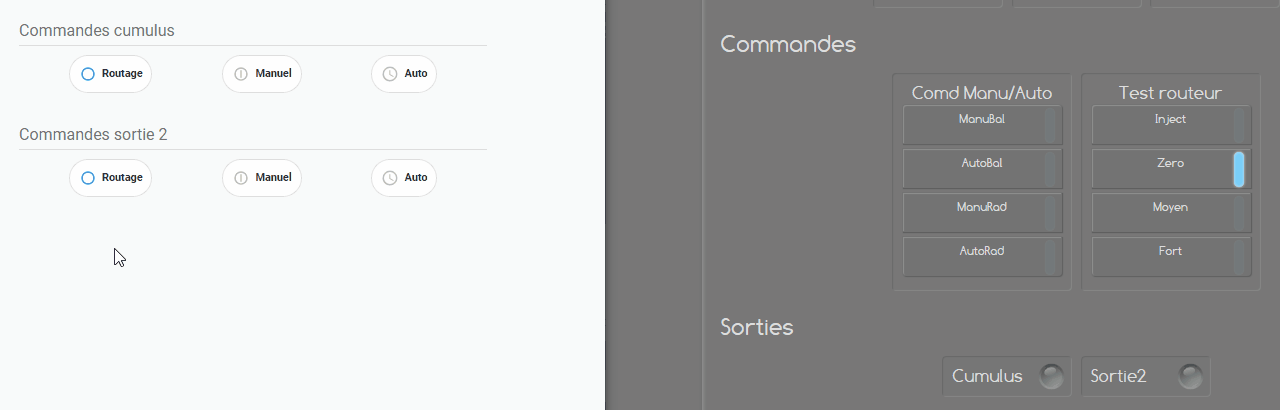 Commandes cumulus
Routage
Manuel
Auto
Commandes sortie 2
Routage
Manuel
Auto
Commandes
Comd Manu/Auto
ManuBal
AutoBal
ManuRad
AutoRad
Test routeur
Inject
Zero
Moyen
Fort
Sorties
Cumulus
Sortie2